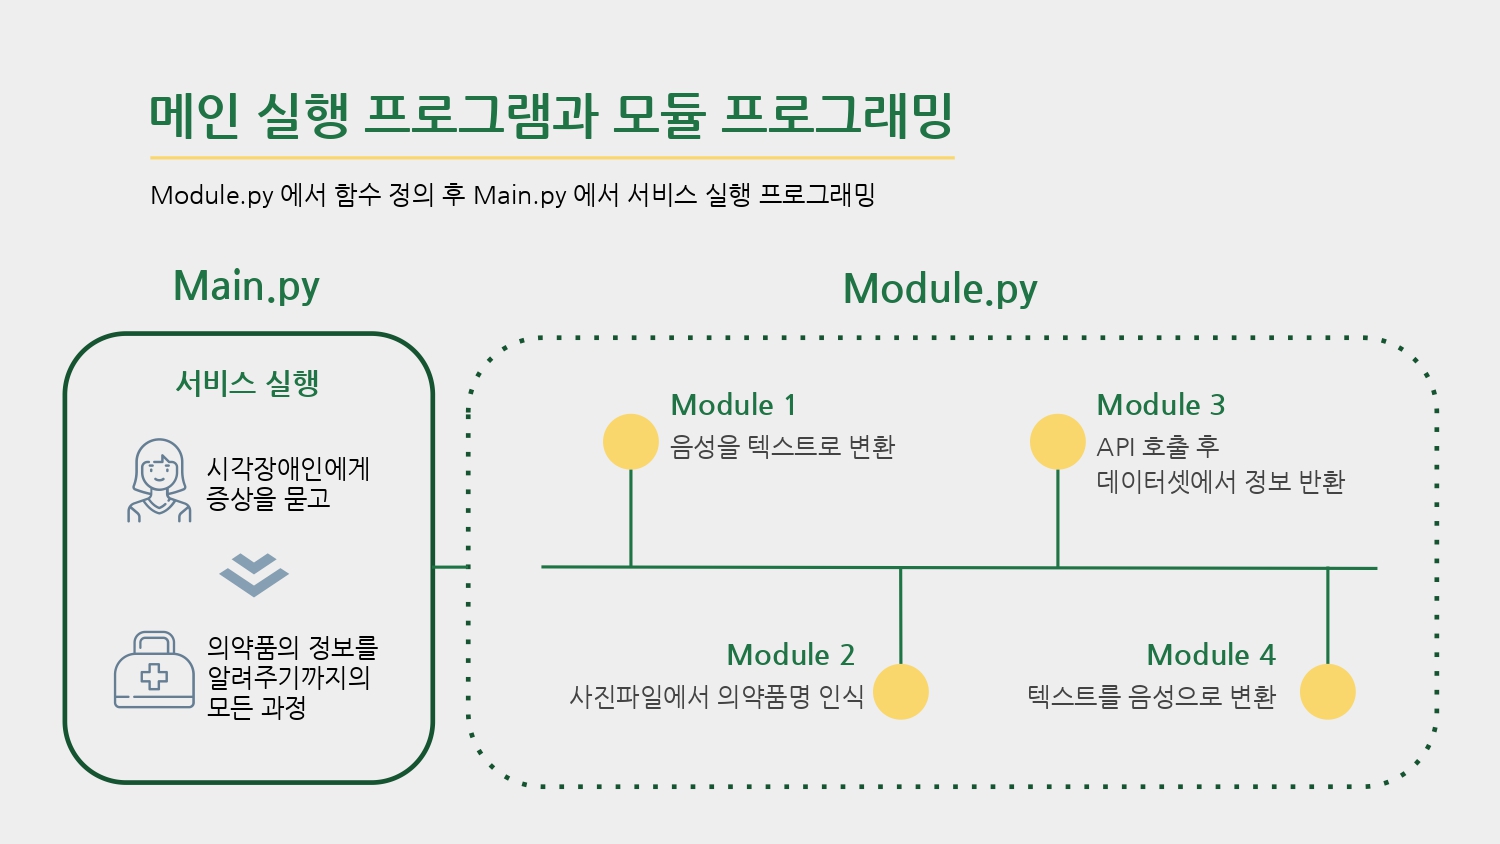 메인 실행 프로그램과 모듈 프로그래밍
Module.py 에서 함수 정의 후 Main.py 에서 서비스 실행 프로그래밍
Main.py
서비스 실행
시각장애인에게
증상을 묻고
의약품의 정보를
알려주기까지의
모든 과정
Module.py
Module 1
음성을 텍스트로 변환
Module 3
API 호출 후
데이터셋에서 정보 반환
Module 2
사진파일에서 의약품명 인식
Module 4
텍스트를 음성으로 변환